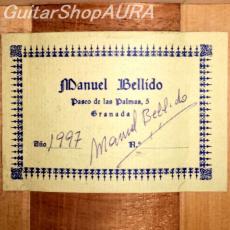 GuitarShopAURA
Manuel Bellido
Paseo de las Palmas, 5
Granada
Año 1997 N.º
Manuel Bellido